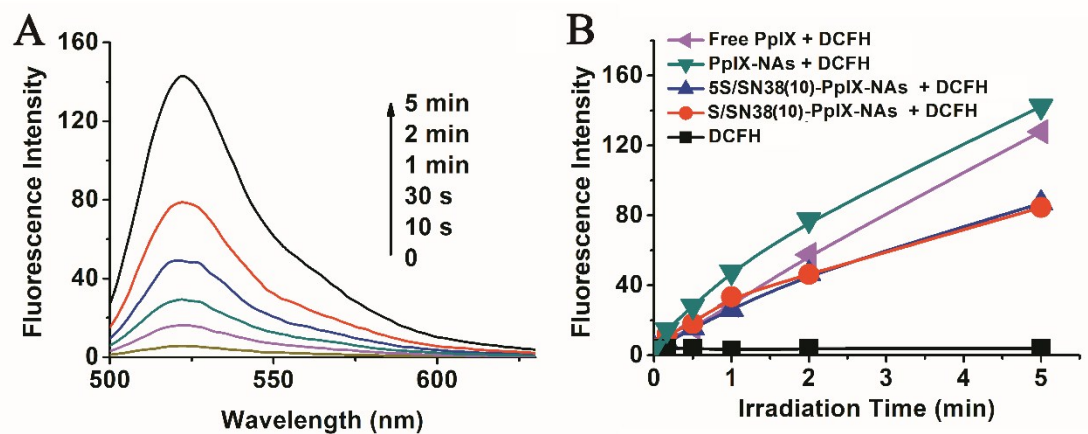 A
Fluorescence Intensity
160
120
80
40
0
5 min
2 min
1 min
30 s
10 s
0
500
550
600
Wavelength (nm)
B
Fluorescence Intensity
160
120
80
40
0
Free PpIX + DCFH
PpIX-NAs + DCFH
5S/SN38(10)-PpIX-NAs + DCFH
S/SN38(10)-PpIX-NAs + DCFH
DCFH
0
1
2
3
4
5
Irradiation Time (min)